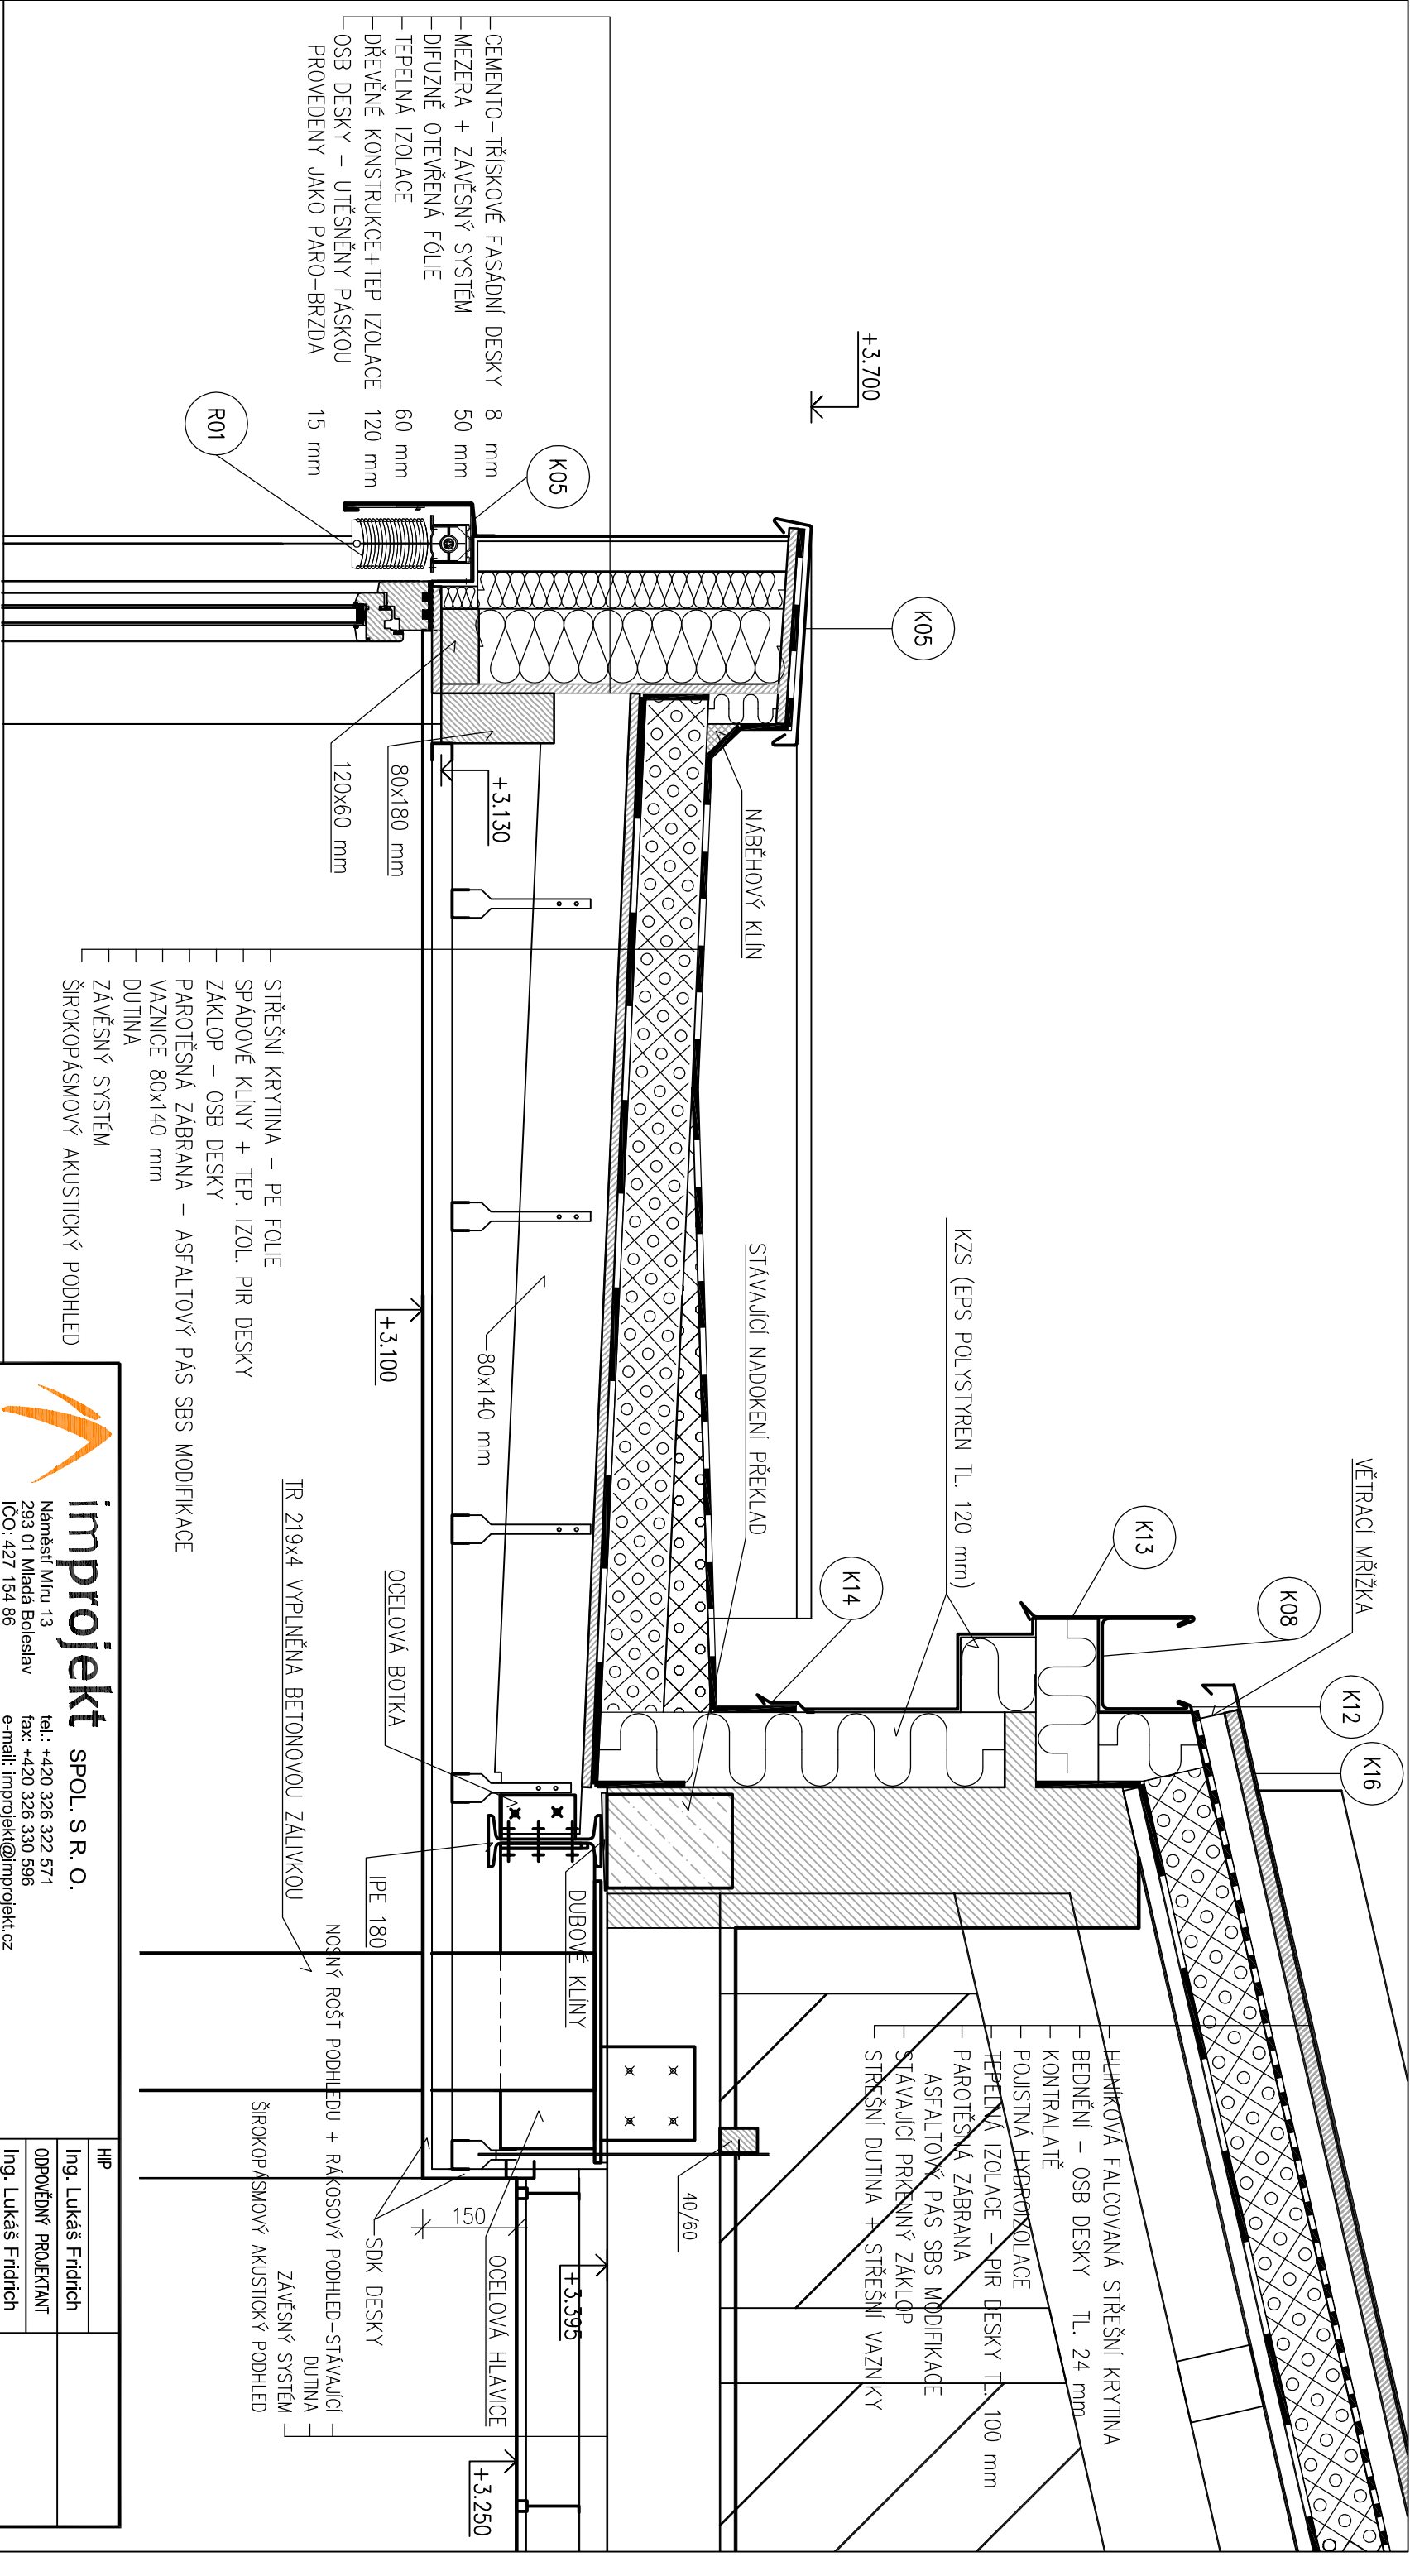 VĚTRACÍ MŘÍŽKA
K16
K12
K08
K13
K05
K14
+3.700
KZS (EPS POLYSTYREN TL. 120 mm)
HLINÍKOVÁ FALCOVANÁ STŘEŠNÍ KRYTINA
BEDNĚNÍ – OSB DESKY TL. 24 mm
KONTRALATĚ
POJISTNÁ HYDROIZOLACE
TEPELNÁ IZOLACE – PIR DESKY TL. 100 mm
PAROTĚSNÁ ZÁBRANA
ASFALTOVÝ PÁS SBS MODIFIKACE
STÁVAJÍCÍ PRKENNÝ ZÁKLOP
STŘEŠNÍ DUTINA + STŘEŠNÍ VAZNÍKY
NÁBĚHOVÝ KLÍN
STÁVAJÍCÍ NADOKENÍ PŘEKLAD
40/60
K05
CEMENTO–TŘÍSKOVÉ FASÁDNÍ DESKY 8 mm
MEZERA + ZÁVĚSNÝ SYSTÉM 50 mm
DIFUZNĚ OTEVŘENÁ FÓLIE
TEPELNÁ IZOLACE 60 mm
DŘEVĚNÉ KONSTRUKCE+TEP IZOLACE 120 mm
OSB DESKY – UTĚSNĚNY PÁSKOU
PROVEDENY JAKO PARO–BRZDA 15 mm
R01
+3.130
80x180 mm
120x60 mm
80x140 mm
+3.100
OCELOVÁ BOTKA
IPE 180
DUBOVÉ KLÍNY
+3.395
OCELOVÁ HLAVICE
+3.250
150
SDK DESKY
TR 219x4 VYPLNĚNA BETONOVOU ZÁLIVKOU
NOSNÝ ROŠT PODHLEDU + RÁKOSOVÝ PODHLED–STÁVAJÍCÍ
DUTINA
ZÁVĚSNÝ SYSTÉM
ŠIROKOPÁSMOVÝ AKUSTICKÝ PODHLED
STŘEŠNÍ KRYTINA – PE FOLIE
SPÁDOVÉ KLÍNY + TEP. IZOL. PIR DESKY
ZÁKLOP – OSB DESKY
PAROTĚSNÁ ZÁBRANA – ASFALTOVÝ PÁS SBS MODIFIKACE
VAZNICE 80x140 mm
DUTINA
ZÁVĚSNÝ SYSTÉM
ŠIROKOPÁSMOVÝ AKUSTICKÝ PODHLED
improjekt SPOL. S R. O.
Náměstí Míru 13 tel.: +420 326 322 571
293 01 Mladá Boleslav fax: +420 326 330 596
IČO: 427 154 86 e-mail: improjekt@improjekt.cz
HIP
Ing. Lukáš Fridrich
ODPOVĚDNÝ PROJEKTANT
Ing. Lukáš Fridrich